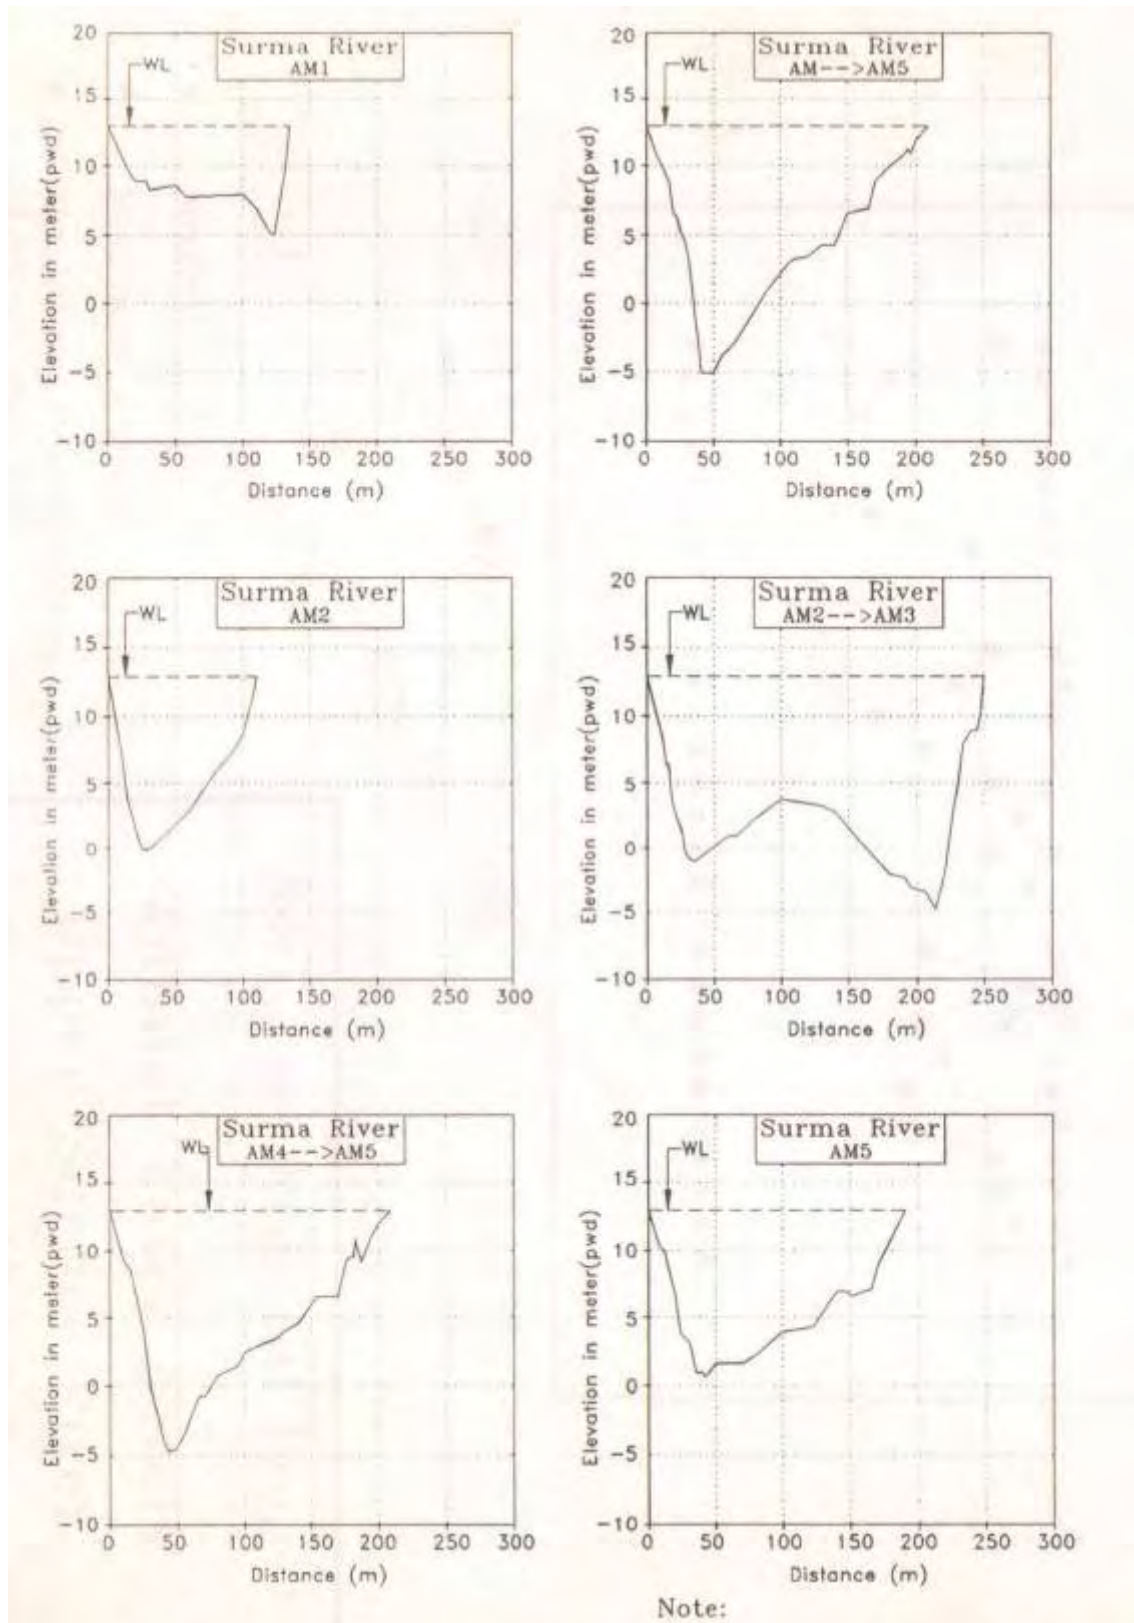 Surma River
AM1
WL
20
15
10
5
0
−5
−10
0 50 100 150 200 250 300
Elevation in meter(pwd)
Distance (m)
Surma River
AM-->AM5
WL
20
15
10
5
0
−5
−10
0 50 100 150 200 250 300
Elevation in meter(pwd)
Distance (m)
Surma River
AM2
WL
20
15
10
5
0
−5
−10
0 50 100 150 200 250 300
Elevation in meter(pwd)
Distance (m)
Surma River
AM2-->AM3
WL
20
15
10
5
0
−5
−10
0 50 100 150 200 250 300
Elevation in meter(pwd)
Distance (m)
Surma River
AM4-->AM5
WL
20
15
10
5
0
−5
−10
0 50 100 150 200 250 300
Elevation in meter(pwd)
Distance (m)
Surma River
AM5
WL
20
15
10
5
0
−5
−10
0 50 100 150 200 250 300
Elevation in meter(pwd)
Distance (m)
Note: